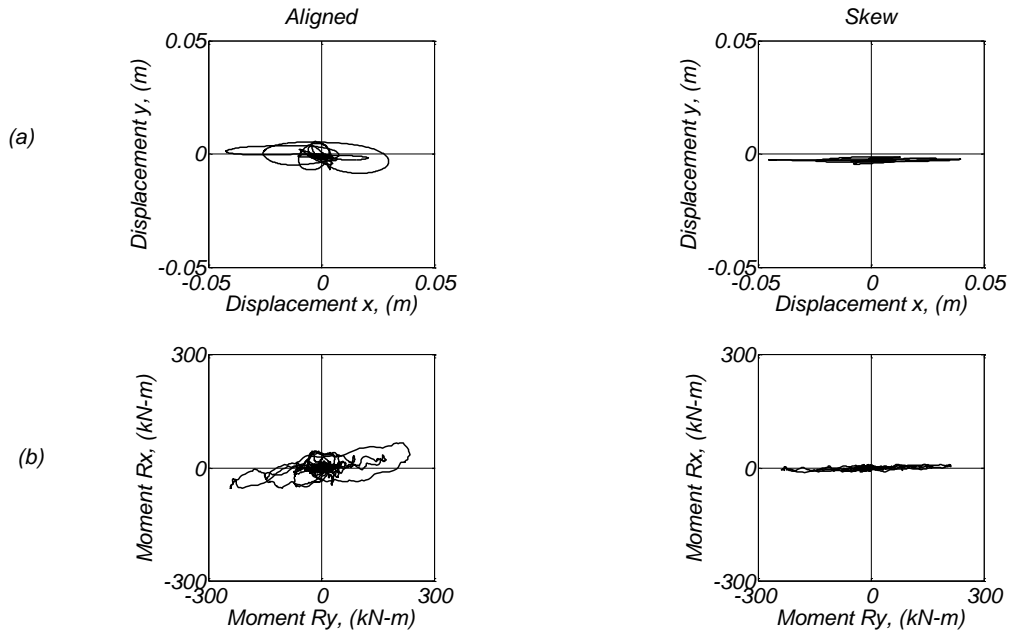 Aligned
Skew
(a)
0.05
Displacement y, (m)
0
-0.05
-0.05 0 0.05
Displacement x, (m)
0.05
Displacement y, (m)
0
-0.05
-0.05 0 0.05
Displacement x, (m)
(b)
300
Moment Rx, (kN-m)
0
-300
-300 0 300
Moment Ry, (kN-m)
300
Moment Rx, (kN-m)
0
-300
-300 0 300
Moment Ry, (kN-m)